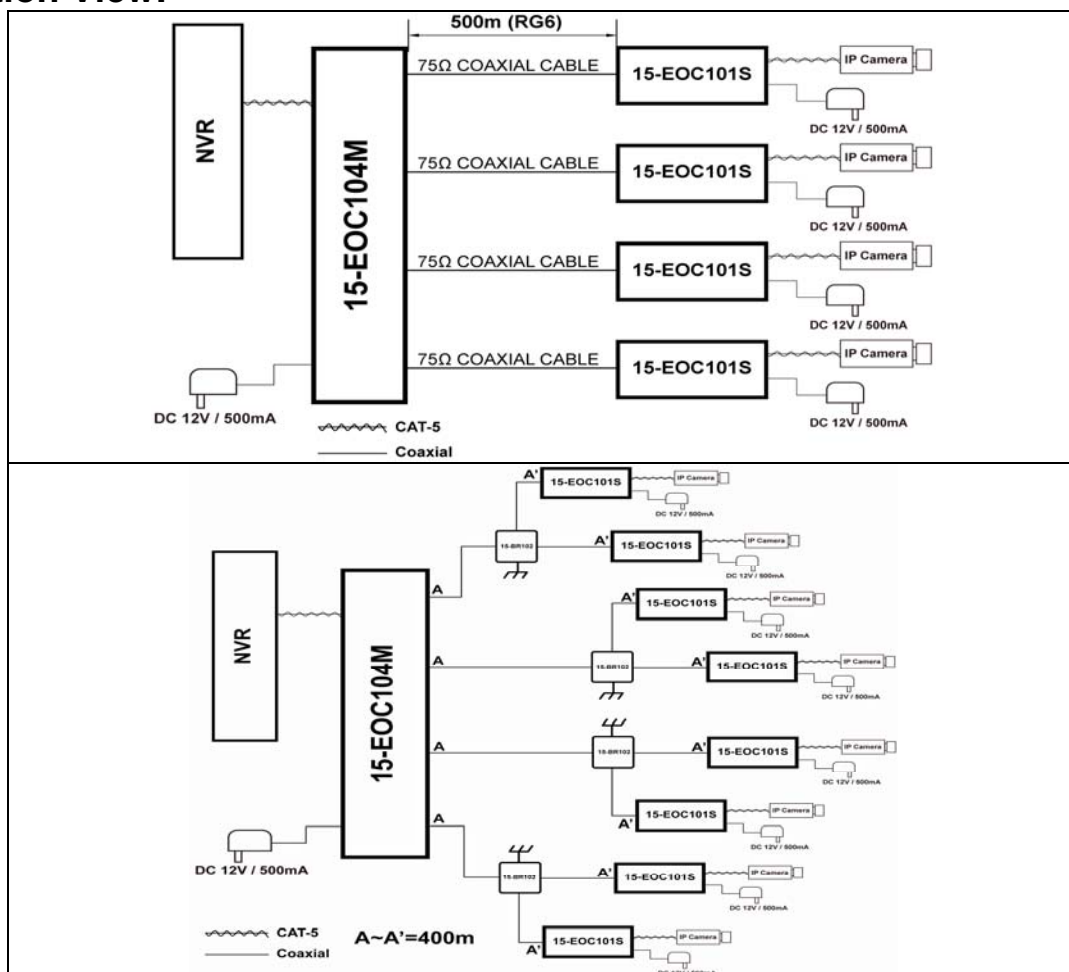 500m (RG6)
NVR
15-EOC104M
75Ω COAXIAL CABLE
15-EOC101S
IP Camera
DC 12V / 500mA
75Ω COAXIAL CABLE
15-EOC101S
IP Camera
DC 12V / 500mA
75Ω COAXIAL CABLE
15-EOC101S
IP Camera
DC 12V / 500mA
75Ω COAXIAL CABLE
15-EOC101S
IP Camera
DC 12V / 500mA
DC 12V / 500mA
CAT-5
Coaxial
NVR
15-EOC104M
A
15-BR102
A'
15-EOC101S
IP Camera
DC 12V / 500mA
A'
15-EOC101S
IP Camera
DC 12V / 500mA
A
15-BR102
A'
15-EOC101S
IP Camera
DC 12V / 500mA
A'
15-EOC101S
IP Camera
DC 12V / 500mA
A
15-BR102
A'
15-EOC101S
IP Camera
DC 12V / 500mA
A'
15-EOC101S
IP Camera
DC 12V / 500mA
A
15-BR102
A'
15-EOC101S
IP Camera
DC 12V / 500mA
A'
15-EOC101S
IP Camera
DC 12V / 500mA
CAT-5
Coaxial
A~A'=400m